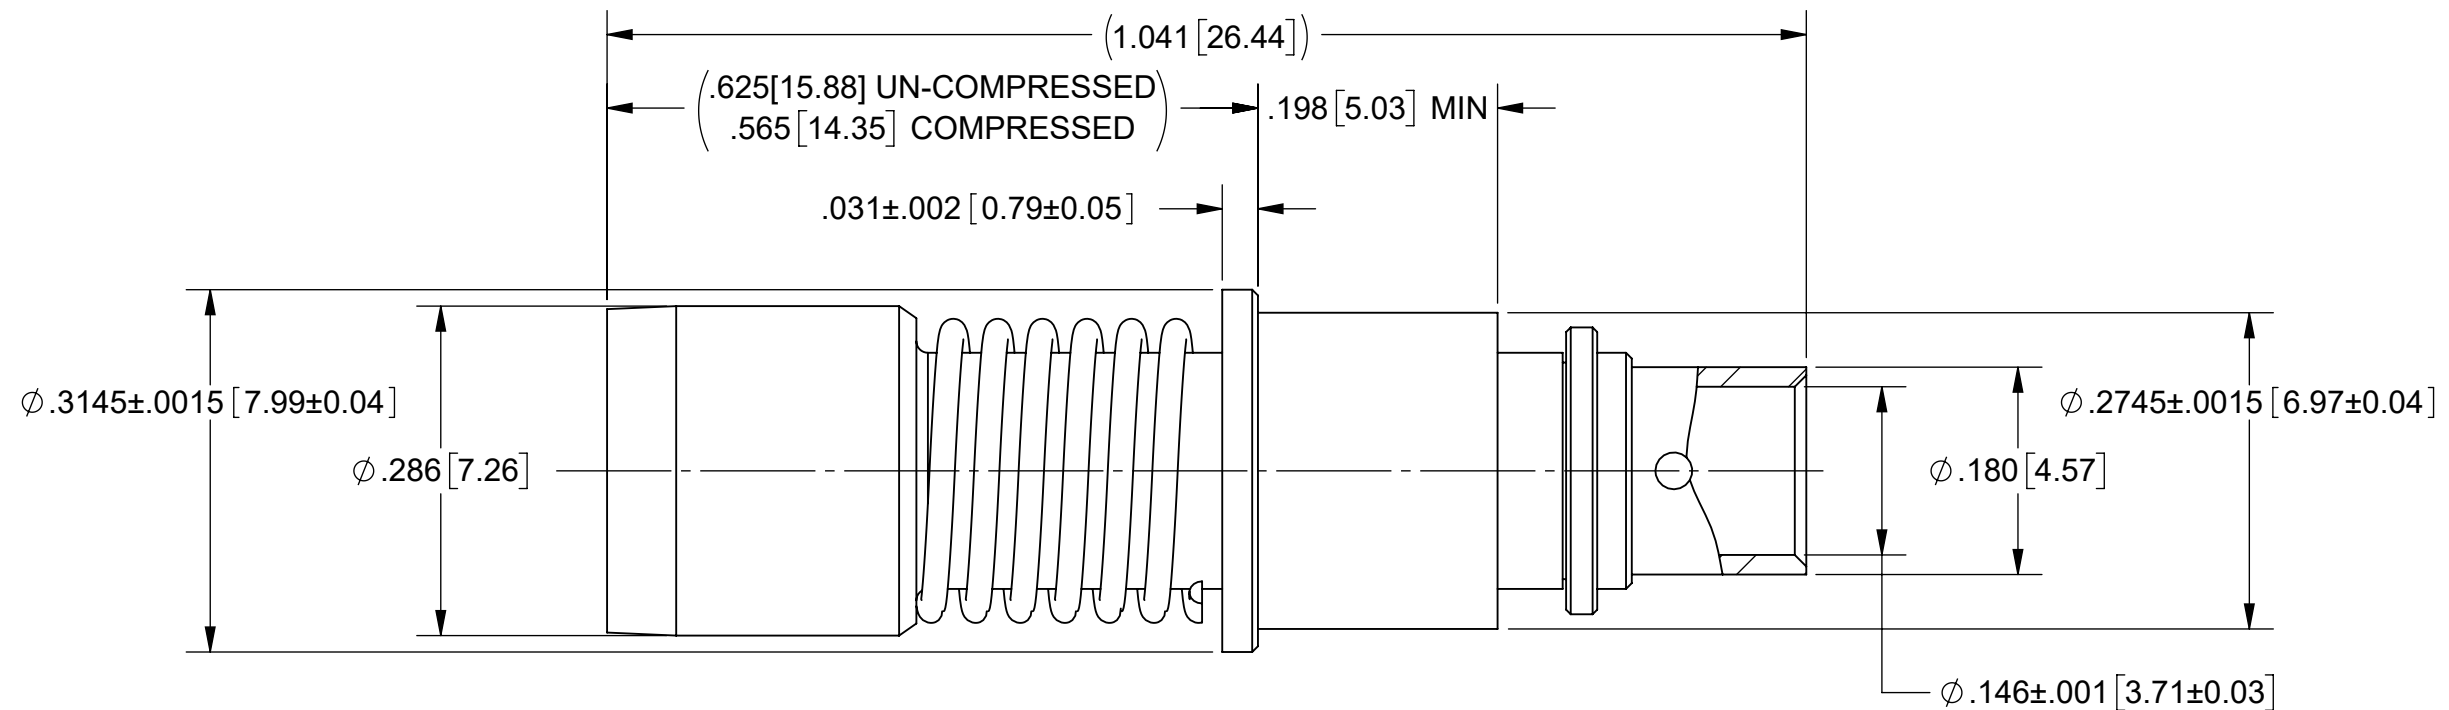 (1.041[26.44])
(.625[15.88] UN-COMPRESSED
.565[14.35] COMPRESSED)
.198[5.03] MIN
.031±.002[0.79±0.05]
⌀.3145±.0015[7.99±0.04]
⌀.2745±.0015[6.97±0.04]
⌀.286[7.26]
⌀.180[4.57]
⌀.146±.001[3.71±0.03]